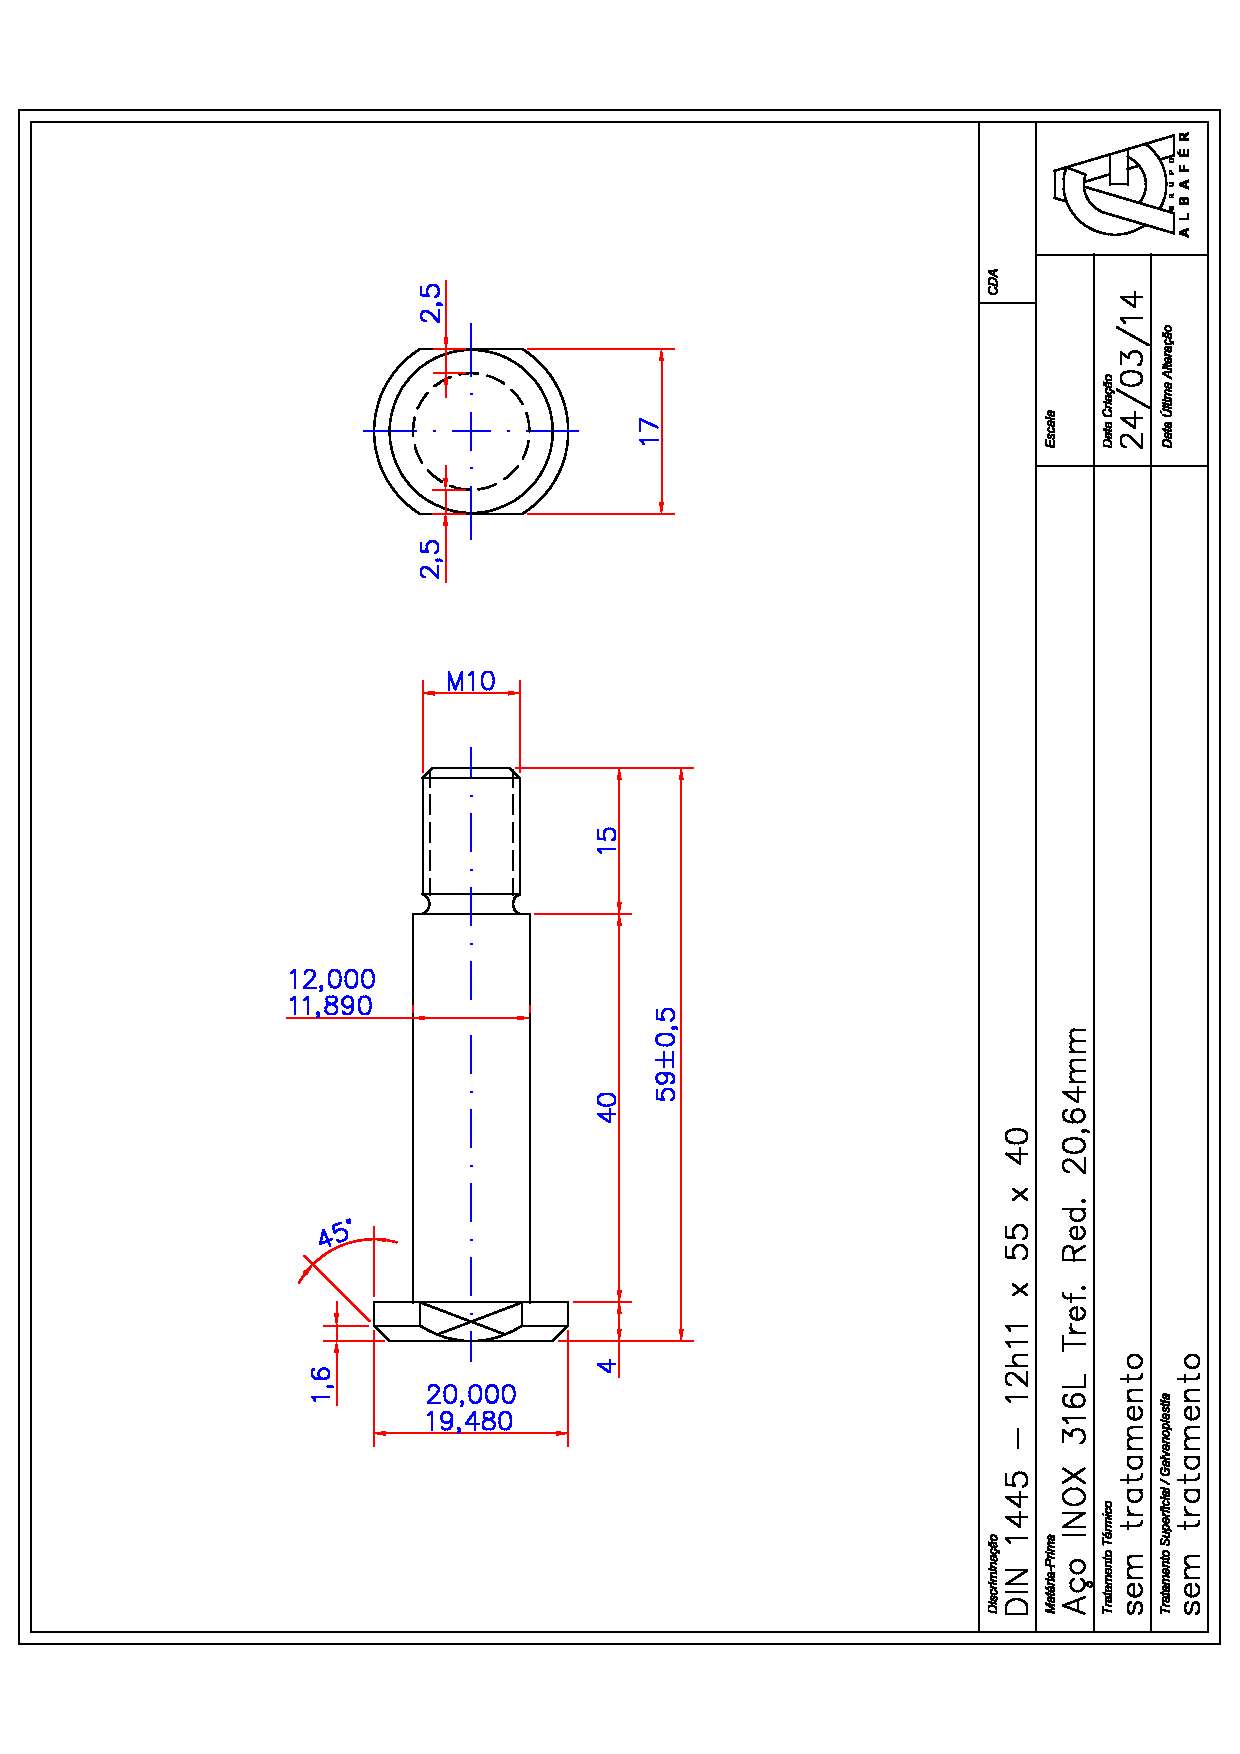 2,5
2,5
17
M10
15
12,000
11,890
40
59±0,5
45°
1,6
4
20,000
19,480
Discriminação
DIN 1445 – 12h11 x 55 x 40
CDA
Matéria-Prima
Aço INOX 316L Tref. Red. 20,64mm
Escala
Tratamento Térmico
sem tratamento
Data Criação
24/03/14
Tratamento Superficial / Galvanoplastia
sem tratamento
Data Última Alteração
GRUPO
ALBAFÉR